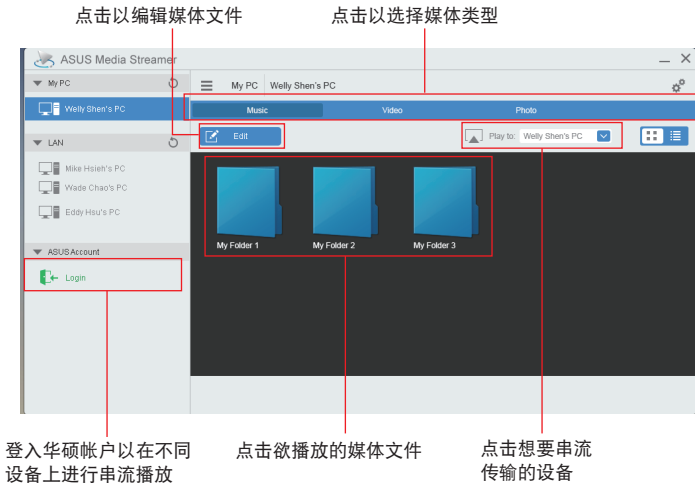 点击以编辑媒体文件
点击以选择媒体类型
ASUS Media Streamer
My PC
My PC Welly Shen's PC
Welly Shen's PC
Music Video Photo
Edit
Play to: Welly Shen's PC
LAN
Mike Hsieh's PC
Wade Chao's PC
Eddy Hsu's PC
My Folder 1 My Folder 2 My Folder 3
ASUS Account
Login
登入华硕帐户以在不同
设备上进行串流播放
点击欲播放的媒体文件
点击想要串流
传输的设备